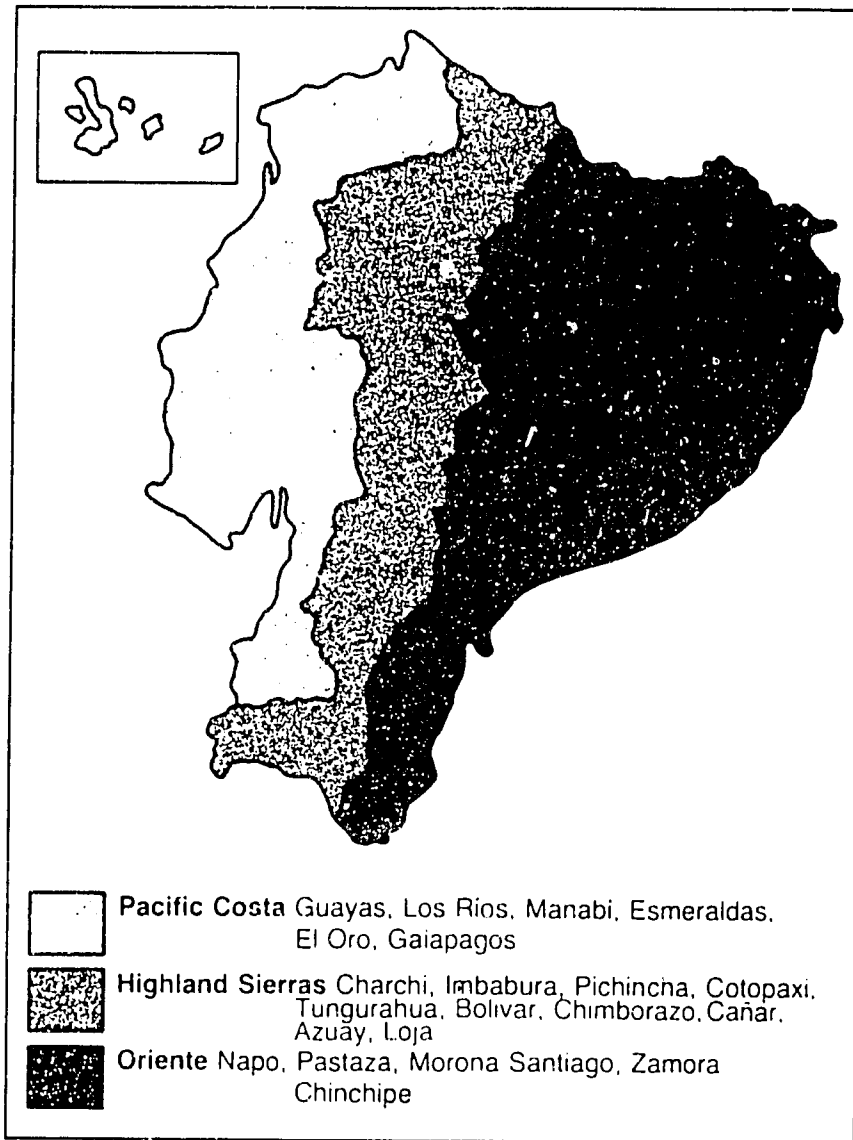 Pacific Costa Guayas, Los Ríos, Manabi, Esmeraldas,
El Oro, Gaiapagos
Highland Sierras Charchi, Imbabura, Pichincha, Cotopaxi,
Tungurahua, Bolivar, Chimborazo, Cañar,
Azuay, Loja
Oriente Napo, Pastaza, Morona Santiago, Zamora
Chinchipe